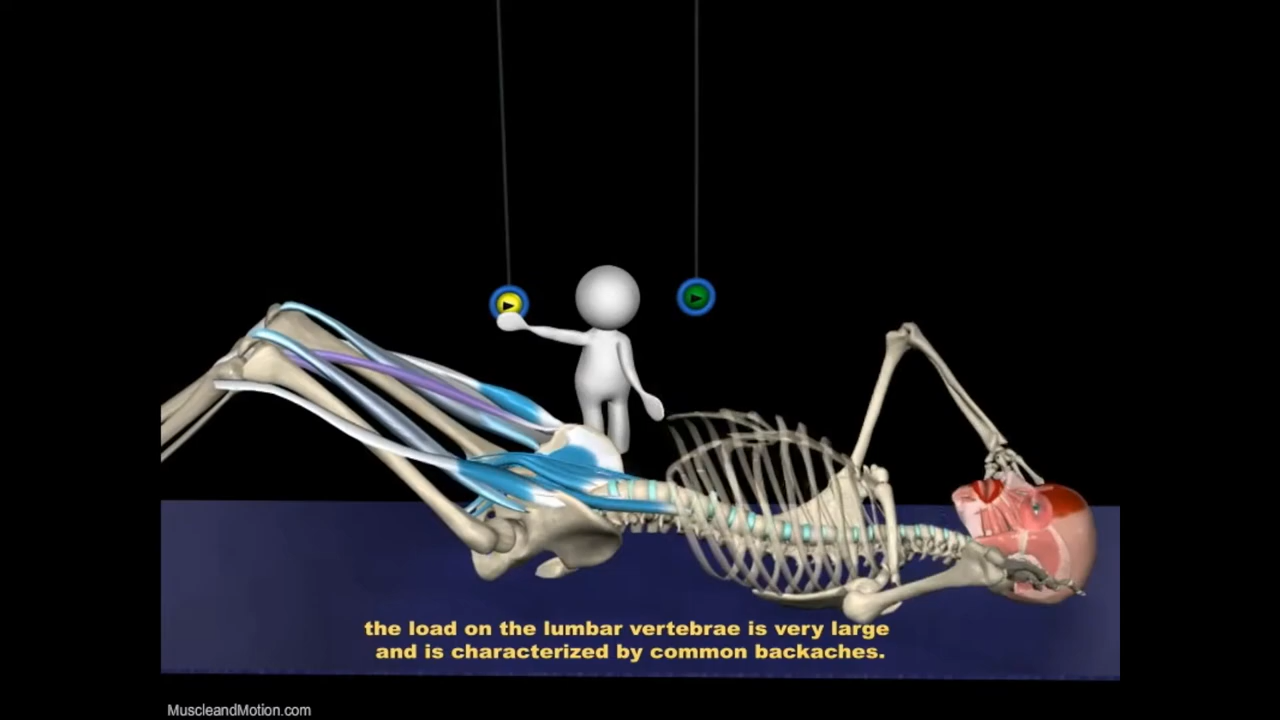 the load on the lumbar vertebrae is very large
and is characterized by common backaches.
MuscleandMotion.com